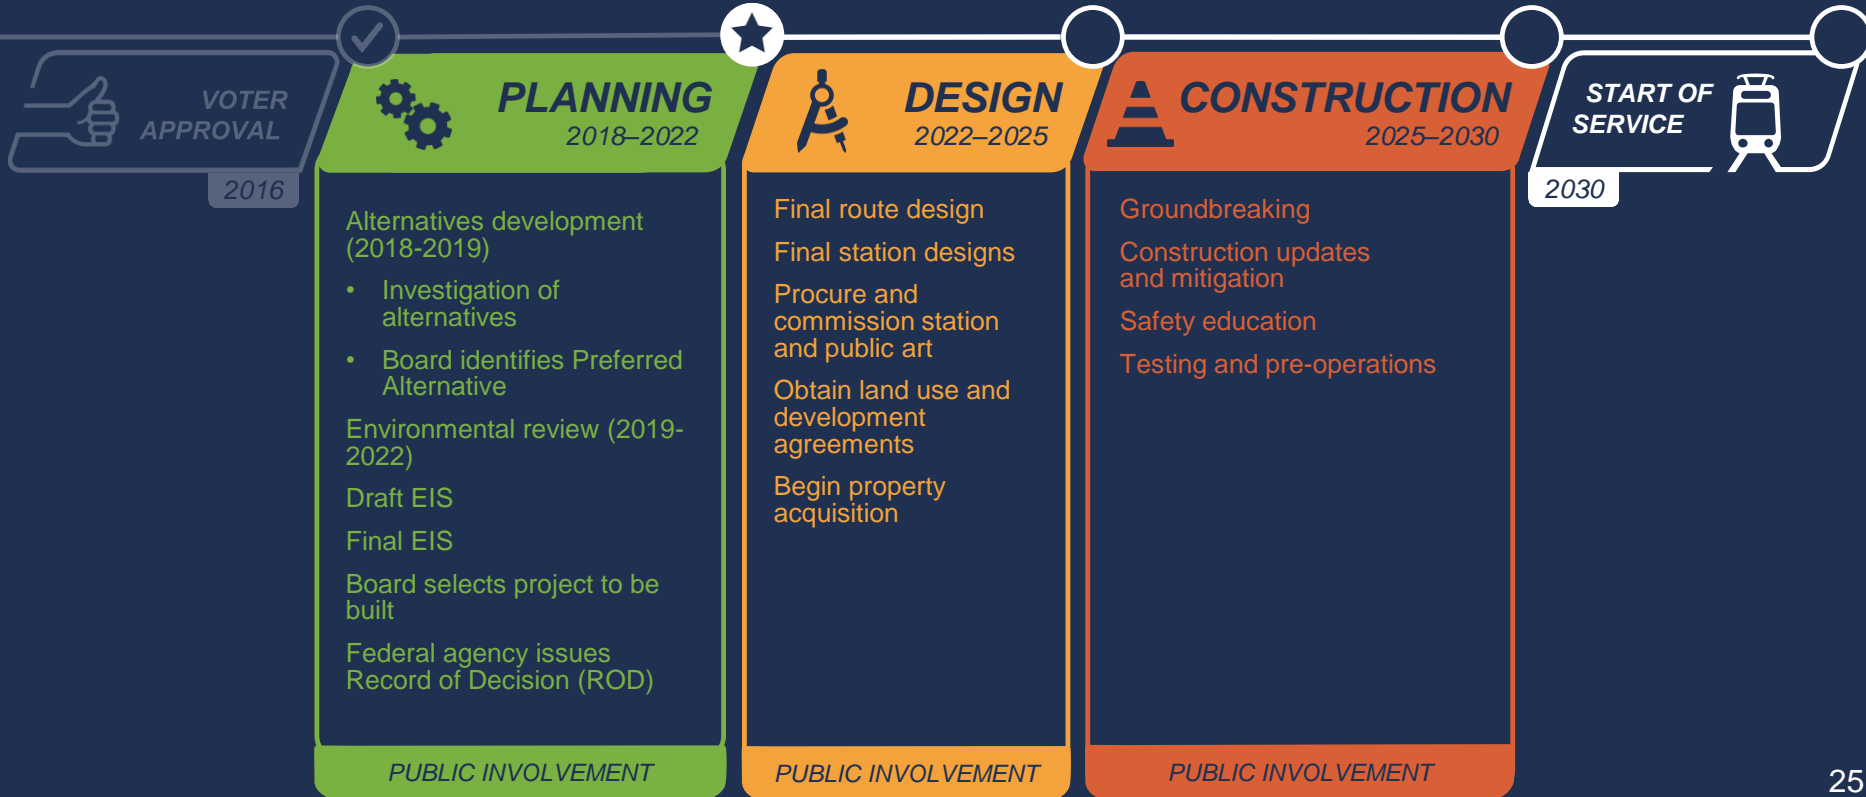 VOTER
APPROVAL
2016
PLANNING
2018–2022
Alternatives development
(2018-2019)
• Investigation of
alternatives
• Board identifies Preferred
Alternative
Environmental review (2019-
2022)
Draft EIS
Final EIS
Board selects project to be
built
Federal agency issues
Record of Decision (ROD)
PUBLIC INVOLVEMENT
DESIGN
2022–2025
Final route design
Final station designs
Procure and
commission station
and public art
Obtain land use and
development
agreements
Begin property
acquisition
PUBLIC INVOLVEMENT
CONSTRUCTION
2025–2030
Groundbreaking
Construction updates
and mitigation
Safety education
Testing and pre-operations
PUBLIC INVOLVEMENT
START OF
SERVICE
2030
25